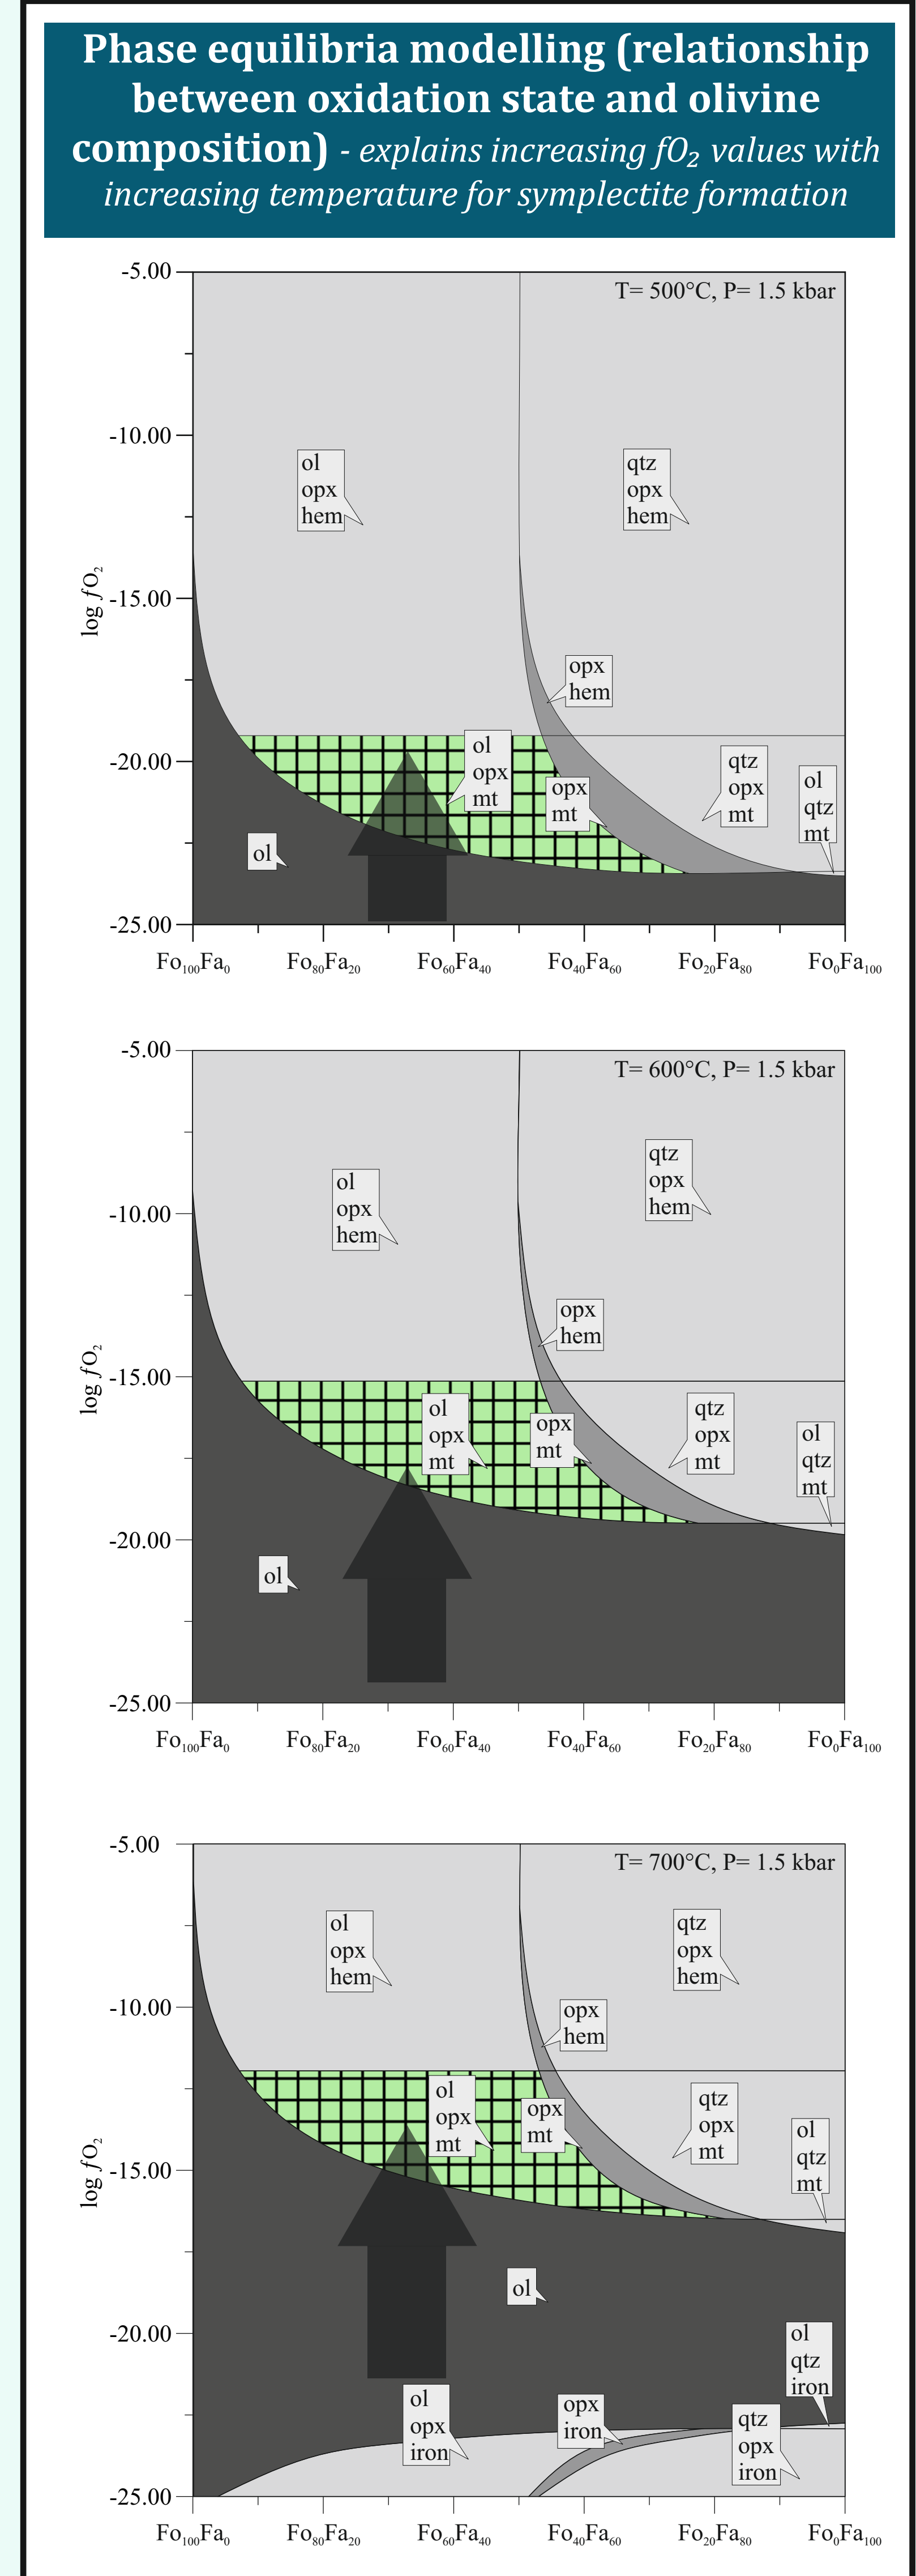 Phase equilibria modelling (relationship
between oxidation state and olivine
composition) - explains increasing fO₂ values with
increasing temperature for symplectite formation
-5.00
T= 500°C, P= 1.5 kbar
-10.00
ol
opx
hem
qtz
opx
hem
log fO₂
-15.00
opx
hem
-20.00
ol
opx
mt
opx
mt
qtz
opx
mt
ol
qtz
mt
ol
-25.00
Fo₁₀₀Fa₀
Fo₈₀Fa₂₀
Fo₆₀Fa₄₀
Fo₄₀Fa₆₀
Fo₂₀Fa₈₀
Fo₀Fa₁₀₀
-5.00
T= 600°C, P= 1.5 kbar
-10.00
ol
opx
hem
qtz
opx
hem
log fO₂
opx
hem
-15.00
ol
opx
mt
opx
mt
qtz
opx
mt
ol
qtz
mt
-20.00
ol
-25.00
Fo₁₀₀Fa₀
Fo₈₀Fa₂₀
Fo₆₀Fa₄₀
Fo₄₀Fa₆₀
Fo₂₀Fa₈₀
Fo₀Fa₁₀₀
-5.00
T= 700°C, P= 1.5 kbar
ol
opx
hem
qtz
opx
hem
-10.00
opx
hem
log fO₂
ol
opx
mt
opx
mt
qtz
opx
mt
ol
qtz
mt
-15.00
ol
-20.00
ol
qtz
iron
ol
opx
iron
opx
iron
qtz
opx
iron
-25.00
Fo₁₀₀Fa₀
Fo₈₀Fa₂₀
Fo₆₀Fa₄₀
Fo₄₀Fa₆₀
Fo₂₀Fa₈₀
Fo₀Fa₁₀₀